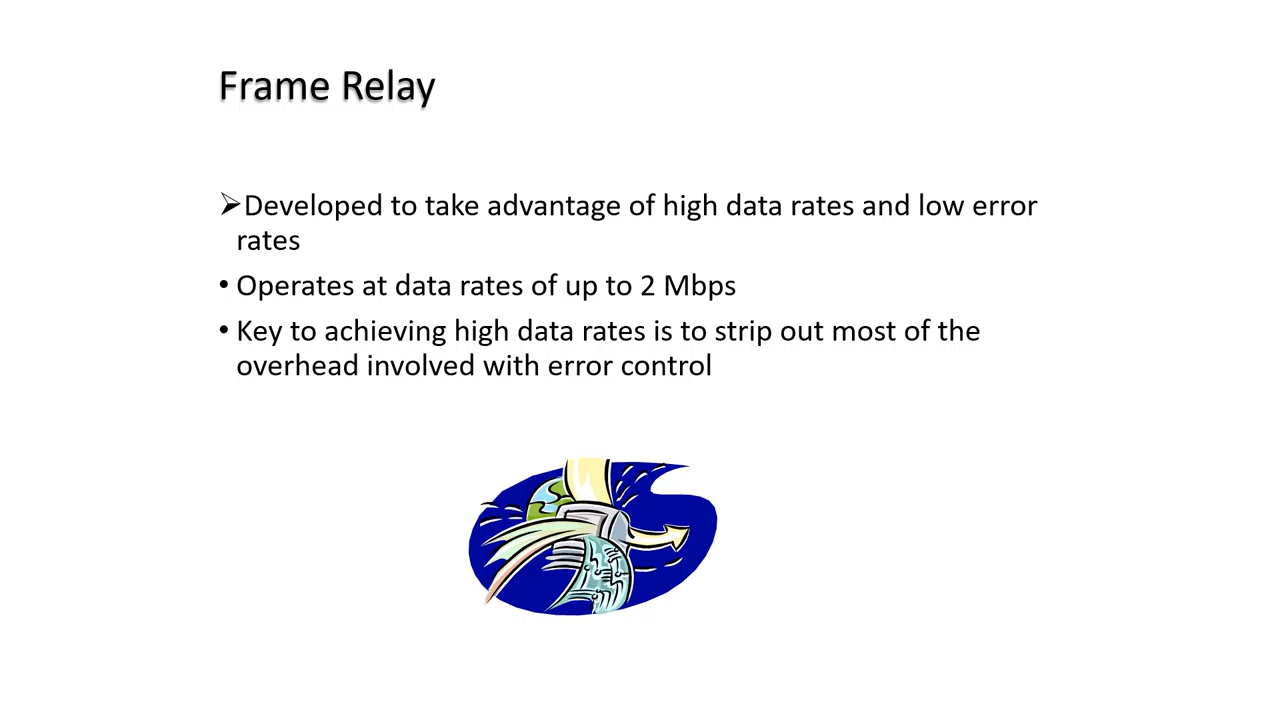 Frame Relay
➢Developed to take advantage of high data rates and low error
rates
• Operates at data rates of up to 2 Mbps
• Key to achieving high data rates is to strip out most of the
overhead involved with error control